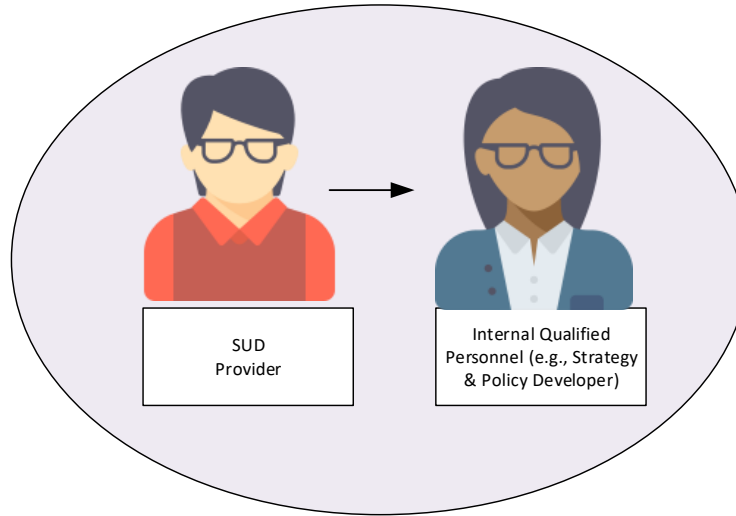 SUD
Provider
Internal Qualified
Personnel (e.g., Strategy
& Policy Developer)